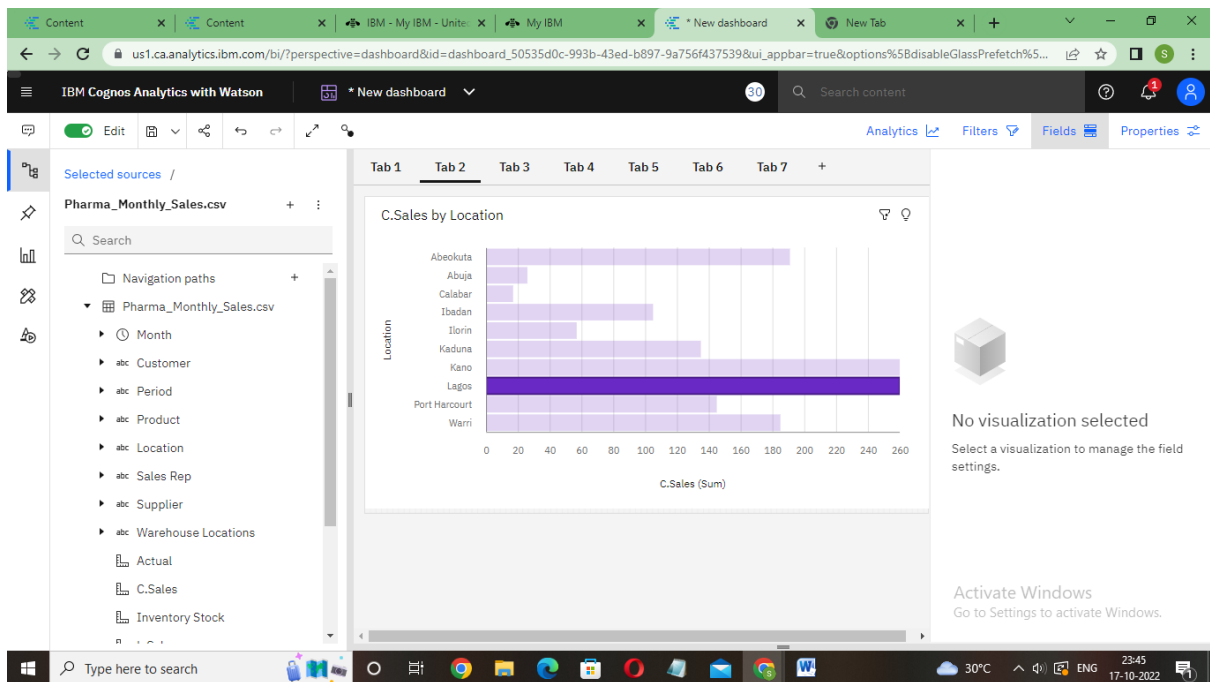 Content
Content
IBM - My IBM - Unite
My IBM
* New dashboard
New Tab
us1.ca.analytics.ibm.com/bi/?perspective=dashboard&id=dashboard_50535d0c-993b-43ed-b897-9a756f437539&ui_appbar=true&options%5BdisableGlassPrefetch%5...
S
IBM Cognos Analytics with Watson
* New dashboard
30
Search content
1
Edit
Analytics
Filters
Fields
Properties
Selected sources /
Pharma_Monthly_Sales.csv
Search
Navigation paths
Pharma_Monthly_Sales.csv
Month
abc Customer
abc Period
abc Product
abc Location
abc Sales Rep
abc Supplier
abc Warehouse Locations
Actual
C.Sales
Inventory Stock
Tab 1 Tab 2 Tab 3 Tab 4 Tab 5 Tab 6 Tab 7 +
C.Sales by Location
Location
Abeokuta
Abuja
Calabar
Ibadan
Ilorin
Kaduna
Kano
Lagos
Port Harcourt
Warri
0 20 40 60 80 100 120 140 160 180 200 220 240 260
C.Sales (Sum)
No visualization selected
Select a visualization to manage the field
settings.
Activate Windows
Go to Settings to activate Windows.
Type here to search
30°C
ENG
23:45
17-10-2022
1